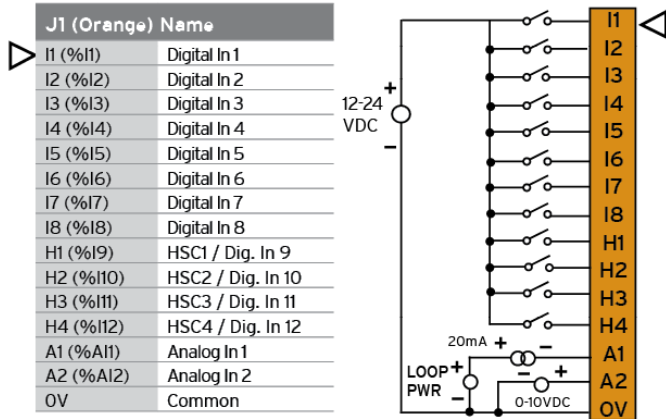 J1 (Orange) Name
I1 (%I1) Digital In 1
I2 (%I2) Digital In 2
I3 (%I3) Digital In 3
I4 (%I4) Digital In 4
I5 (%I5) Digital In 5
I6 (%I6) Digital In 6
I7 (%I7) Digital In 7
I8 (%I8) Digital In 8
H1 (%I9) HSC1 / Dig. In 9
H2 (%I10) HSC2 / Dig. In 10
H3 (%I11) HSC3 / Dig. In 11
H4 (%I12) HSC4 / Dig. In 12
A1 (%AI1) Analog In 1
A2 (%AI2) Analog In 2
0V Common
+
12-24
VDC
−
I1
I2
I3
I4
I5
I6
I7
I8
H1
H2
H3
H4
20mA + −
A1
LOOP +
PWR −
− +
A2
0-10VDC
0V